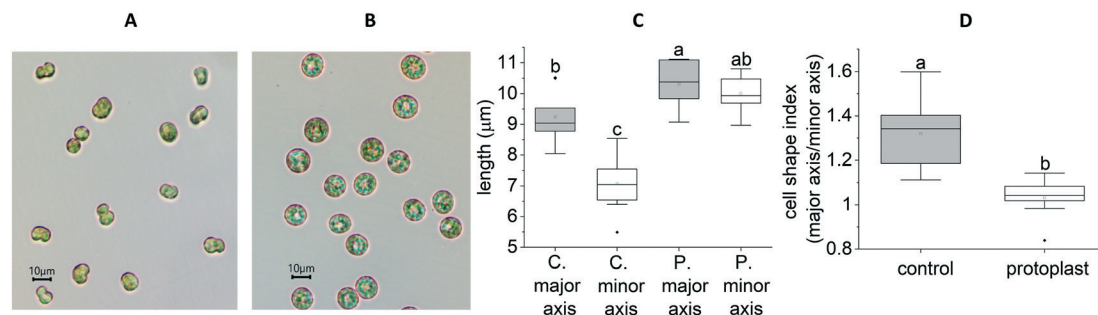 A
B
C
D
10μm
10μm
length (μm)
11
10
9
8
7
6
5
b
c
a
ab
C.
major
axis
C.
minor
axis
P.
major
axis
P.
minor
axis
cell shape index
(major axis/minor axis)
1.6
1.4
1.2
1
0.8
a
b
control
protoplast